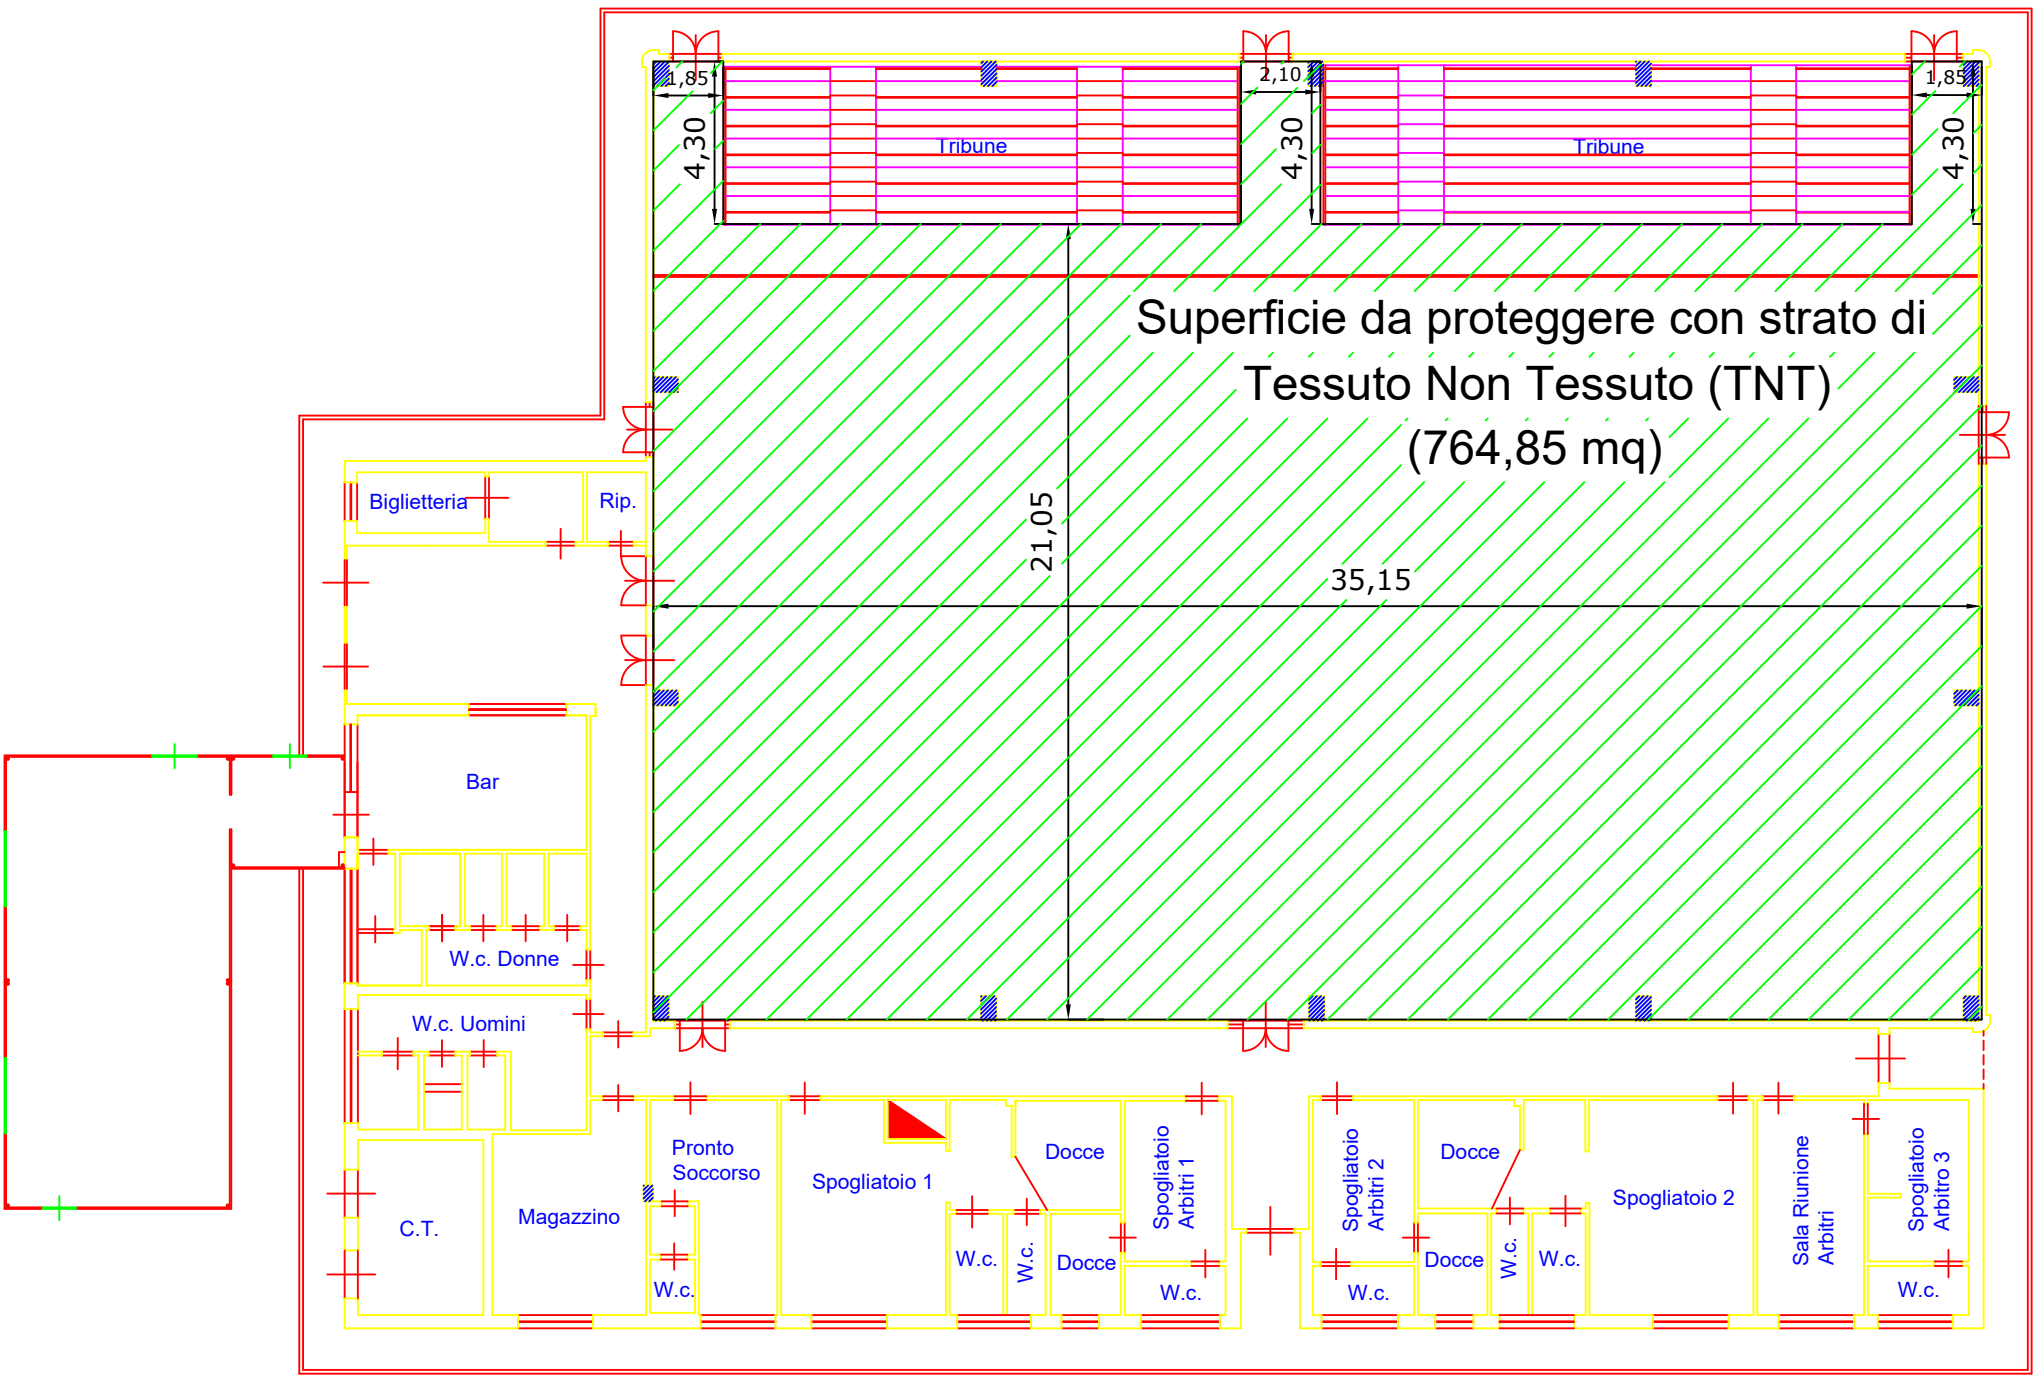 1,85
2,10
1,85
4,30
Tribune
4,30
Tribune
4,30
Superficie da proteggere con strato di
Tessuto Non Tessuto (TNT)
(764,85 mq)
21,05
35,15
Biglietteria
Rip.
Bar
W.c. Donne
W.c. Uomini
C.T.
Magazzino
Pronto
Soccorso
W.c.
Spogliatoio 1
W.c.
W.c.
Docce
Docce
Spogliatoio
Arbitri 1
W.c.
Spogliatoio
Arbitri 2
W.c.
Docce
Docce
W.c.
W.c.
Spogliatoio 2
Sala Riunione
Arbitri
Spogliatoio
Arbitro 3
W.c.